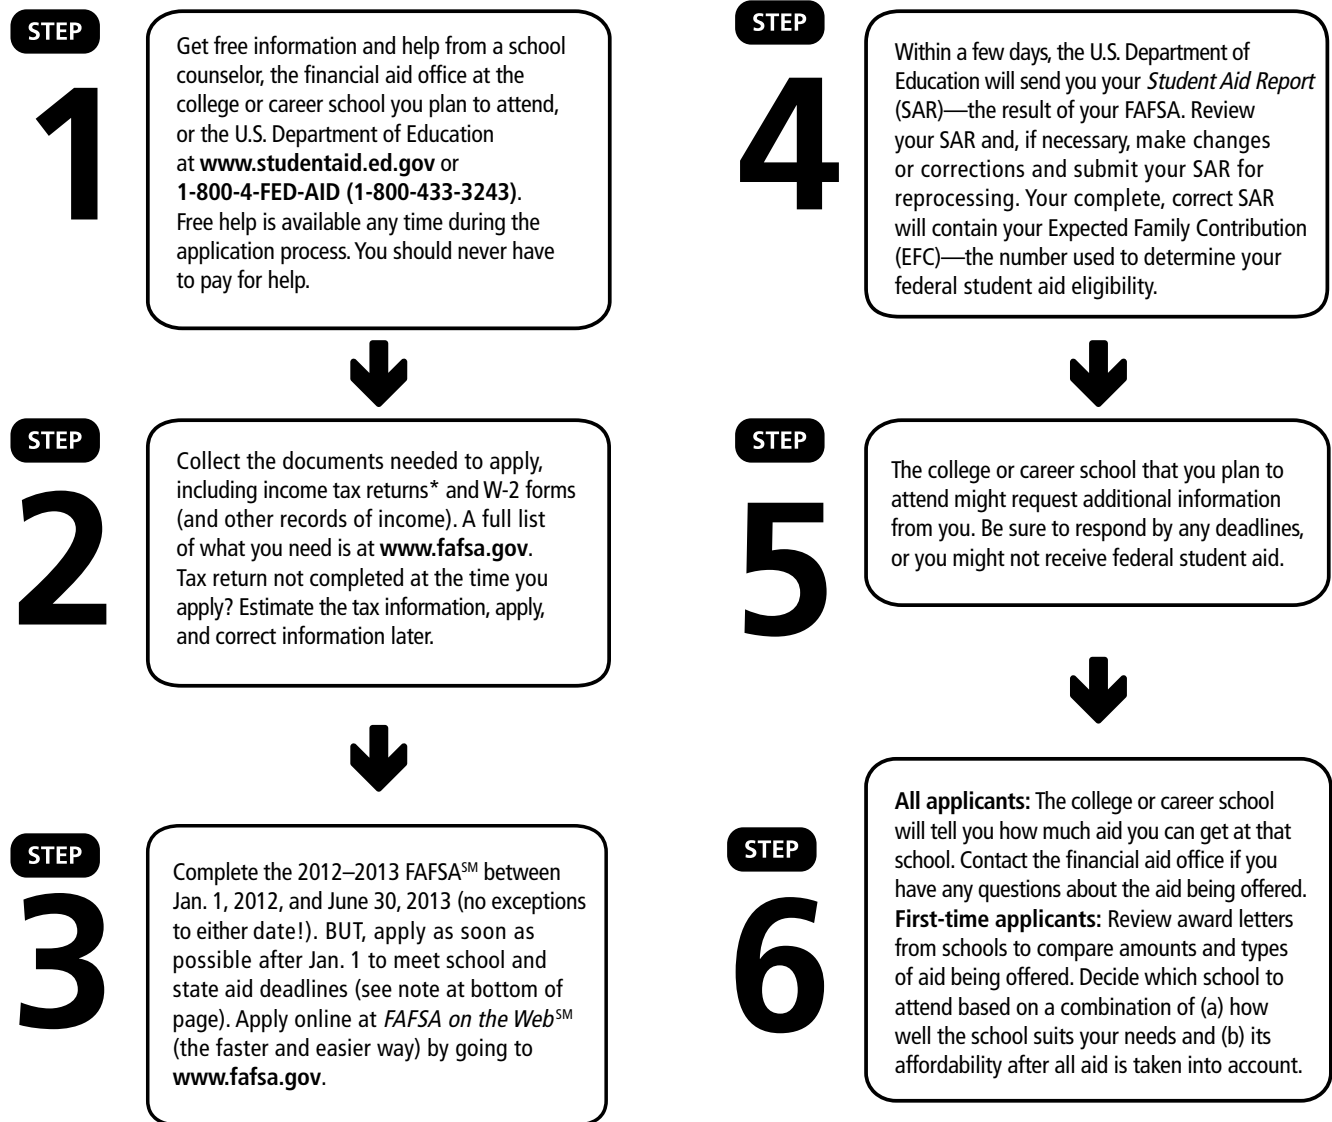 STEP
1
Get free information and help from a school
counselor, the financial aid office at the
college or career school you plan to attend,
or the U.S. Department of Education
at www.studentaid.ed.gov or
1-800-4-FED-AID (1-800-433-3243).
Free help is available any time during the
application process. You should never have
to pay for help.
STEP
2
Collect the documents needed to apply,
including income tax returns* and W-2 forms
(and other records of income). A full list
of what you need is at www.fafsa.gov.
Tax return not completed at the time you
apply? Estimate the tax information, apply,
and correct information later.
STEP
3
Complete the 2012–2013 FAFSA℠ between
Jan. 1, 2012, and June 30, 2013 (no exceptions
to either date!). BUT, apply as soon as
possible after Jan. 1 to meet school and
state aid deadlines (see note at bottom of
page). Apply online at FAFSA on the Web℠
(the faster and easier way) by going to
www.fafsa.gov.
STEP
4
Within a few days, the U.S. Department of
Education will send you your Student Aid Report
(SAR)—the result of your FAFSA. Review
your SAR and, if necessary, make changes
or corrections and submit your SAR for
reprocessing. Your complete, correct SAR
will contain your Expected Family Contribution
(EFC)—the number used to determine your
federal student aid eligibility.
STEP
5
The college or career school that you plan to
attend might request additional information
from you. Be sure to respond by any deadlines,
or you might not receive federal student aid.
STEP
6
All applicants: The college or career school
will tell you how much aid you can get at that
school. Contact the financial aid office if you
have any questions about the aid being offered.
First-time applicants: Review award letters
from schools to compare amounts and types
of aid being offered. Decide which school to
attend based on a combination of (a) how
well the school suits your needs and (b) its
affordability after all aid is taken into account.